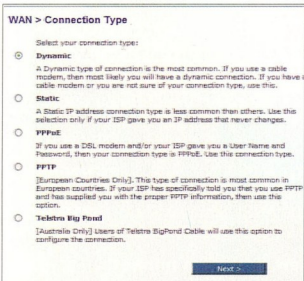 WAN > Connection Type
Select your connection type:
Dynamic
A Dynamic type of connection is the most common. If you use a cable
modem, then most likely you will have a dynamic connection. If you have a
cable modem or you are not sure of your connection type, use this.
Static
A Static IP address connection type is less common than others. Use this
selection only if your ISP gave you an IP address that never changes.
PPPoE
If you use a DSL modem and/or your ISP gave you a User Name and
Password, then your connection type is PPPoE. Use this connection type.
PPTP
[European Countries Only]. This type of connection is most common in
European countries. If your ISP has specifically told you that you use PPTP
and has supplied you with the proper PPTP information, then use this
option.
Telstra Big Pond
[Australia Only] Users of Telstra BigPond Cable will use this option to
configure the connection.
Next >